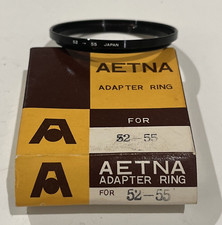 52 - 55 JAPAN
AETNA
ADAPTER RING
FOR
52-55
A
AETNA
ADAPTER RING
FOR 52-55
A